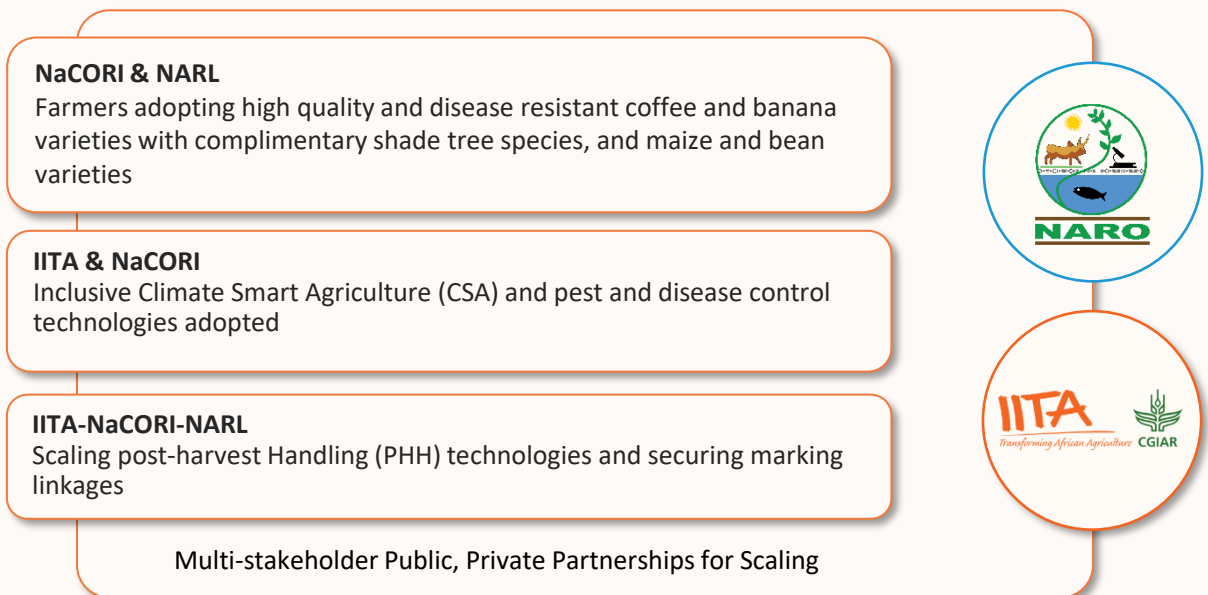 NaCORI & NARL
Farmers adopting high quality and disease resistant coffee and banana
varieties with complimentary shade tree species, and maize and bean
varieties
IITA & NaCORI
Inclusive Climate Smart Agriculture (CSA) and pest and disease control
technologies adopted
IITA-NaCORI-NARL
Scaling post-harvest Handling (PHH) technologies and securing marking
linkages
Multi-stakeholder Public, Private Partnerships for Scaling
NARO
IITA
Transforming African Agriculture
CGIAR